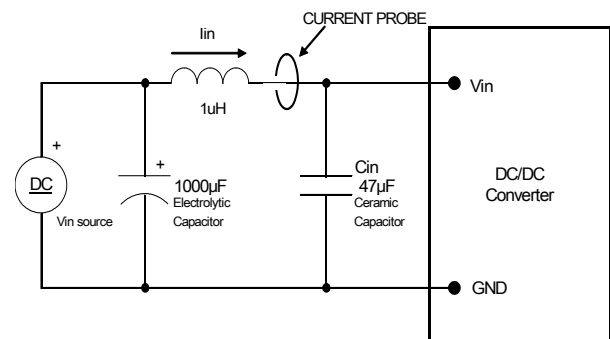 CURRENT PROBE
Iin
1uH
Vin
+
DC
Vin source
+
1000µF
Electrolytic
Capacitor
Cin
47µF
Ceramic
Capacitor
DC/DC
Converter
GND